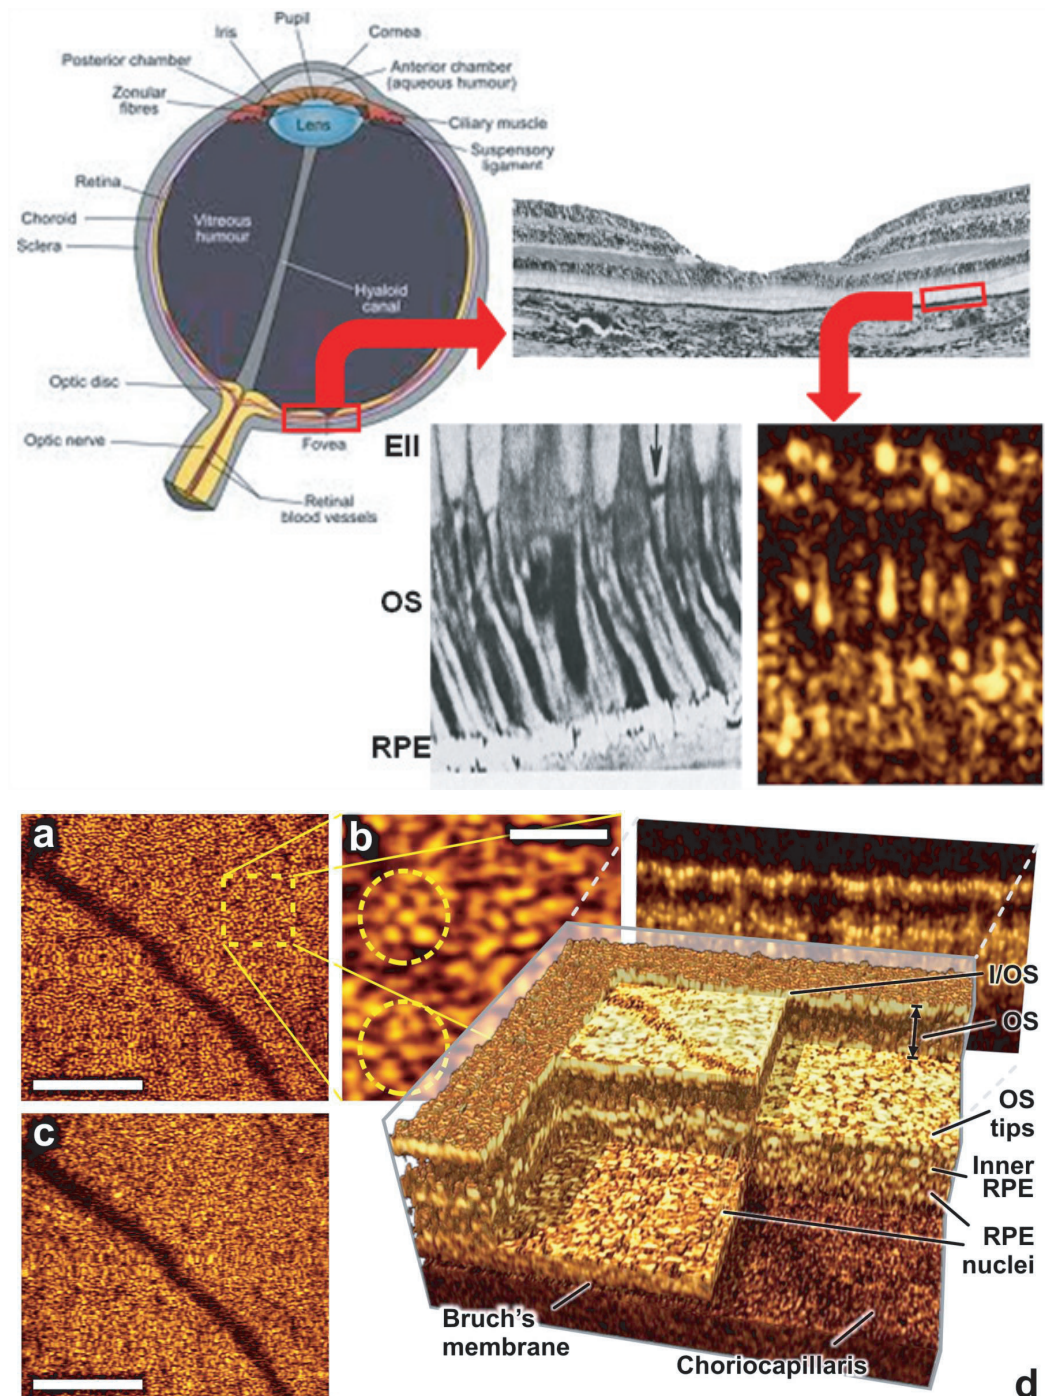 Pupil
Iris
Cornea
Posterior chamber
Anterior chamber
(aqueous humour)
Zonular
fibres
Lens
Ciliary muscle
Suspensory
ligament
Retina
Choroid
Sclera
Vitreous
humour
Hyaloid
canal
Optic disc
Optic nerve
Fovea
Retinal
blood vessels
EII
OS
RPE
a
b
c
I/OS
OS
OS
tips
Inner
RPE
RPE
nuclei
Bruch's
membrane
Choriocapillaris
d